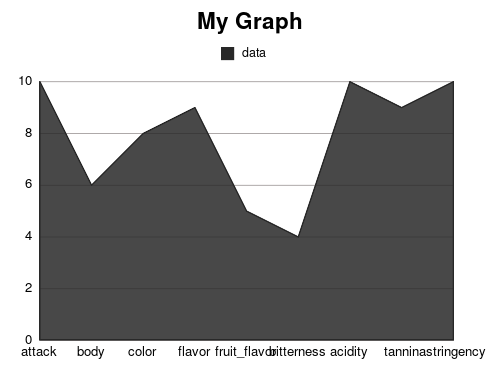 My Graph
data
10
8
6
4
2
0
attack body color flavor fruit_flavor bitterness acidity tannin astringency